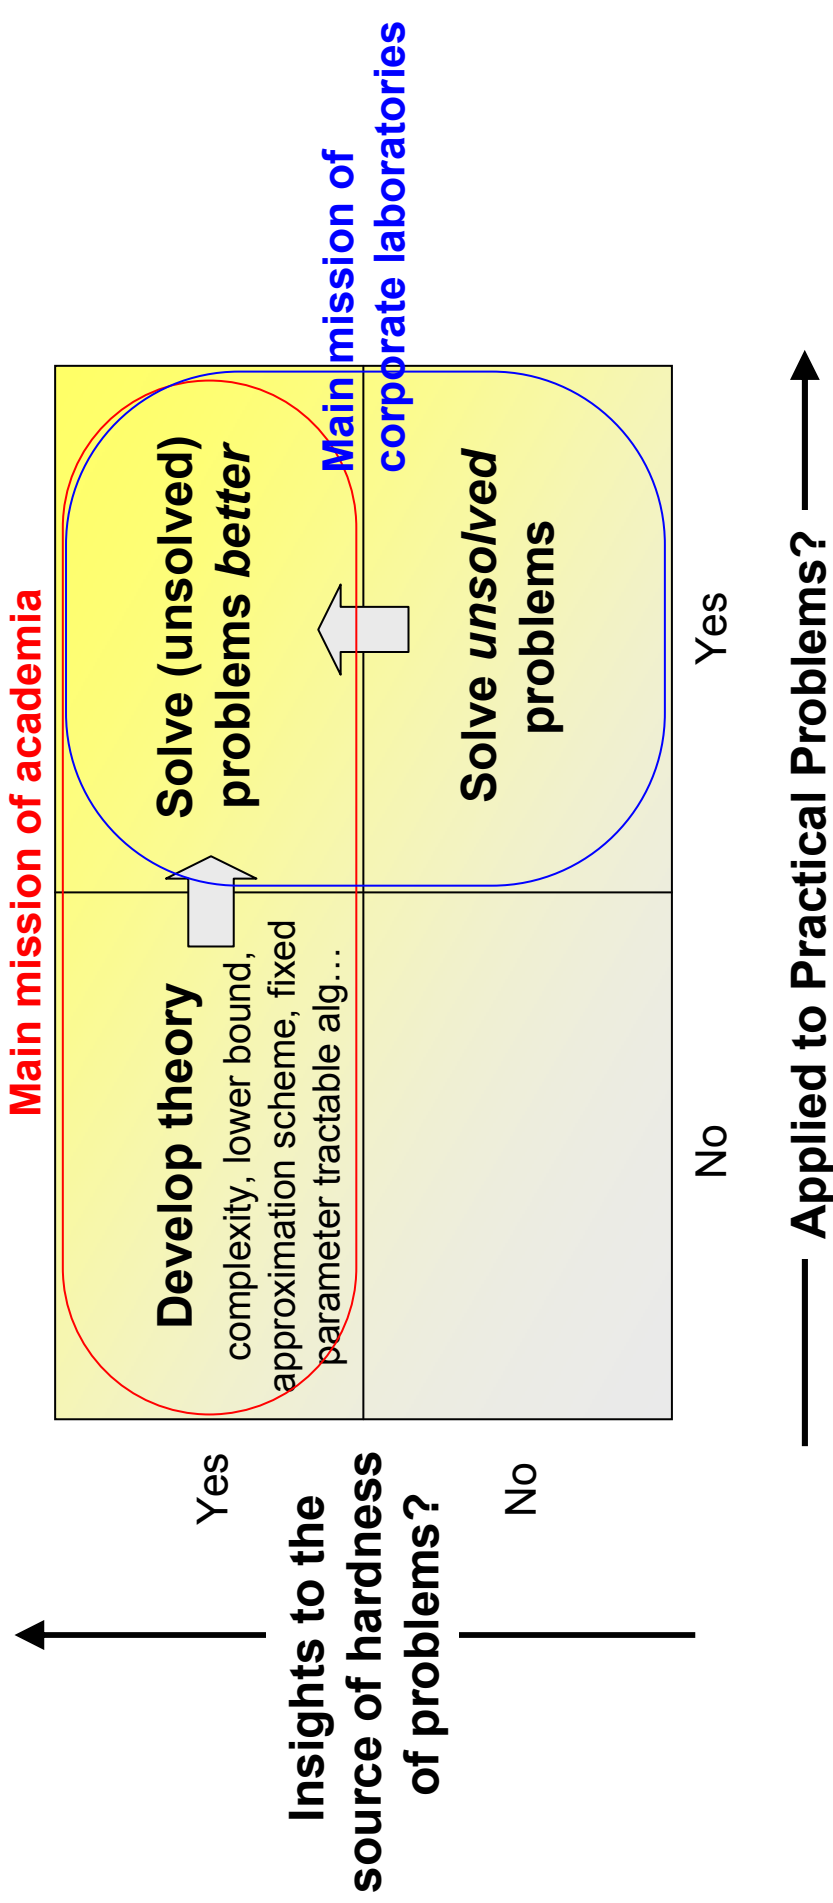 Main mission of academia
Main mission of
corporate laboratories
Insights to the
source of hardness
of problems?
Yes
No
Develop theory
complexity, lower bound,
approximation scheme, fixed
parameter tractable alg…
Solve (unsolved)
problems better
Solve unsolved
problems
No
Yes
Applied to Practical Problems?